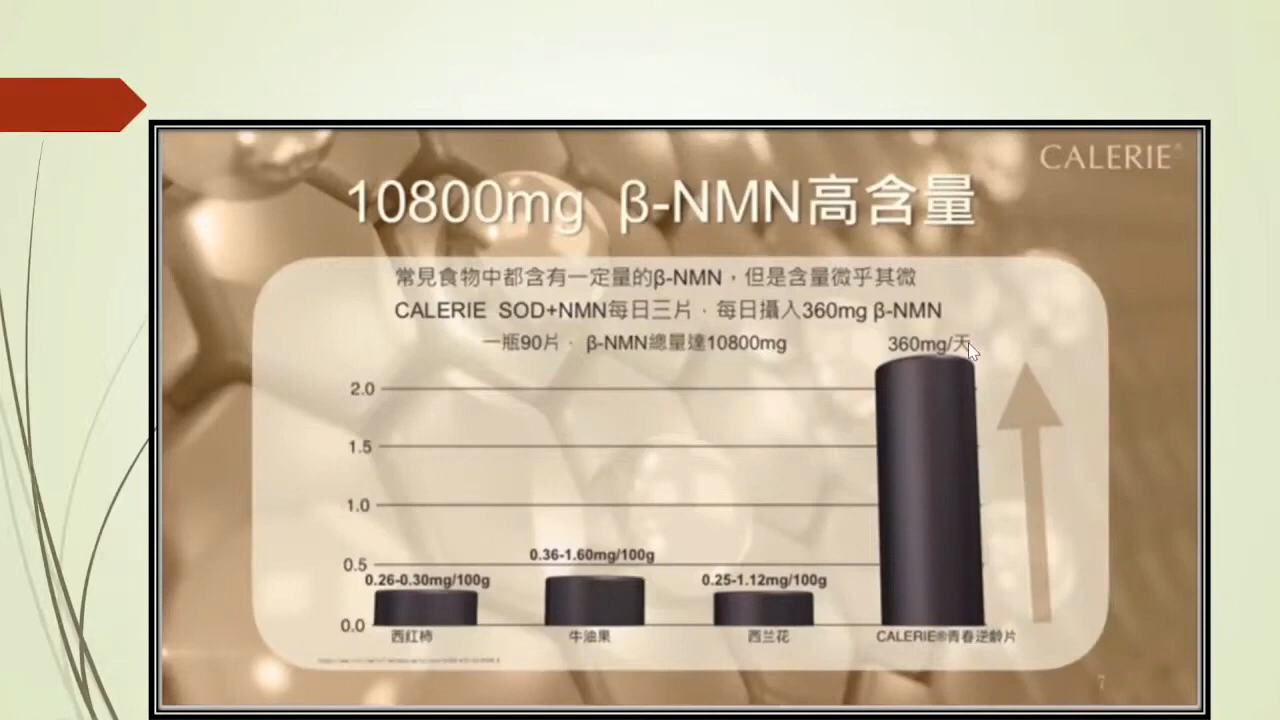 CALERIE®
10800mg β-NMN高含量
常見食物中都含有一定量的β-NMN，但是含量微乎其微
CALERIE SOD+NMN每日三片，每日攝入360mg β-NMN
一瓶90片， β-NMN總量達10800mg
360mg/天
2.0
1.5
1.0
0.36-1.60mg/100g
0.5
0.26-0.30mg/100g
0.25-1.12mg/100g
0.0
西红柿
牛油果
西兰花
CALERIE®青春逆齡片
7